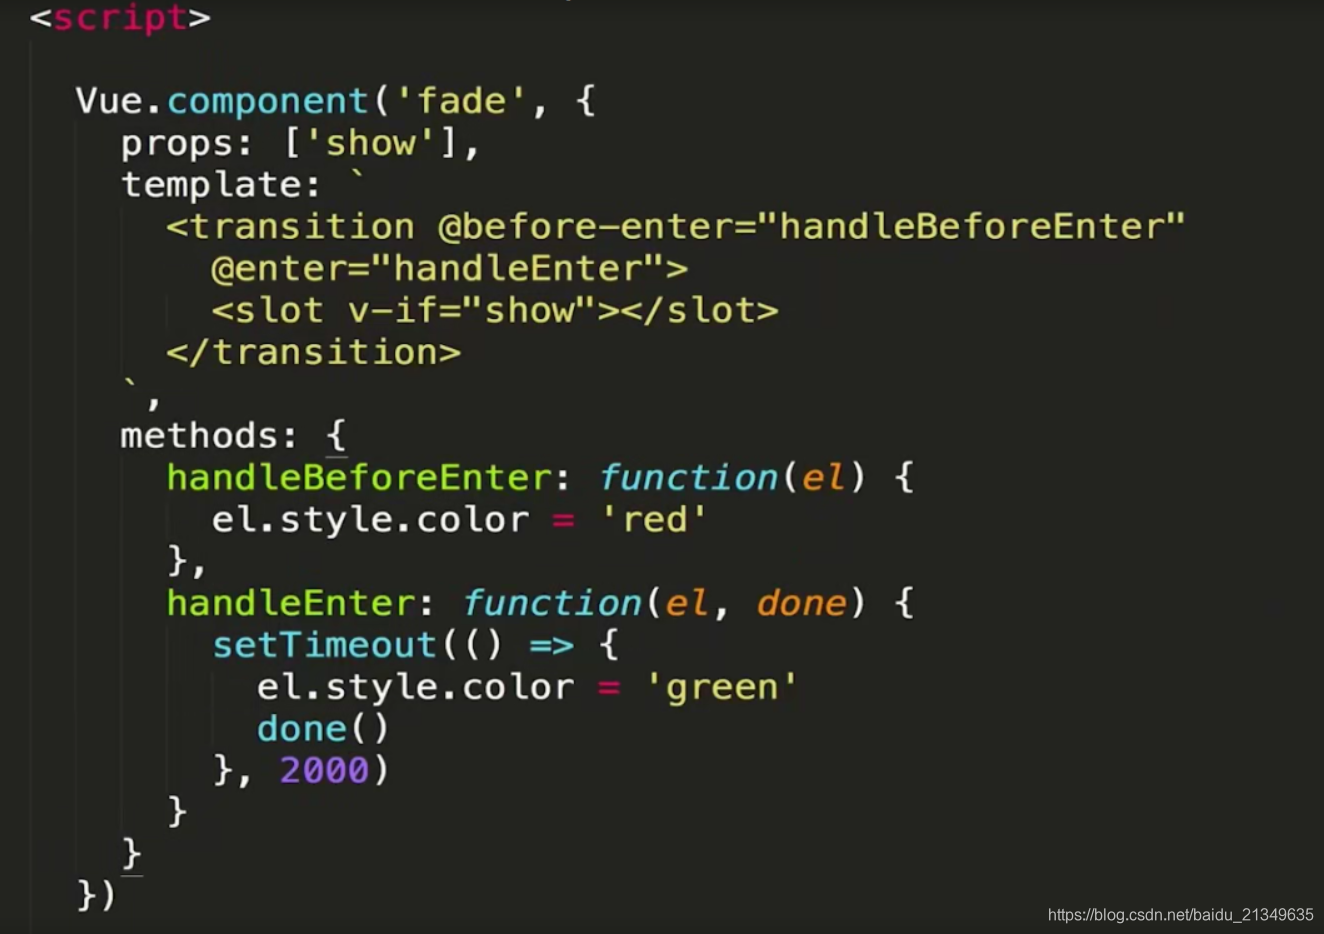 <script>
Vue.component('fade', {
props: ['show'],
template: `
<transition @before-enter="handleBeforeEnter"
@enter="handleEnter">
<slot v-if="show"></slot>
</transition>
`,
methods: {
handleBeforeEnter: function(el) {
el.style.color = 'red'
},
handleEnter: function(el, done) {
setTimeout(() => {
el.style.color = 'green'
done()
}, 2000)
}
}
})
https://blog.csdn.net/baidu_21349635